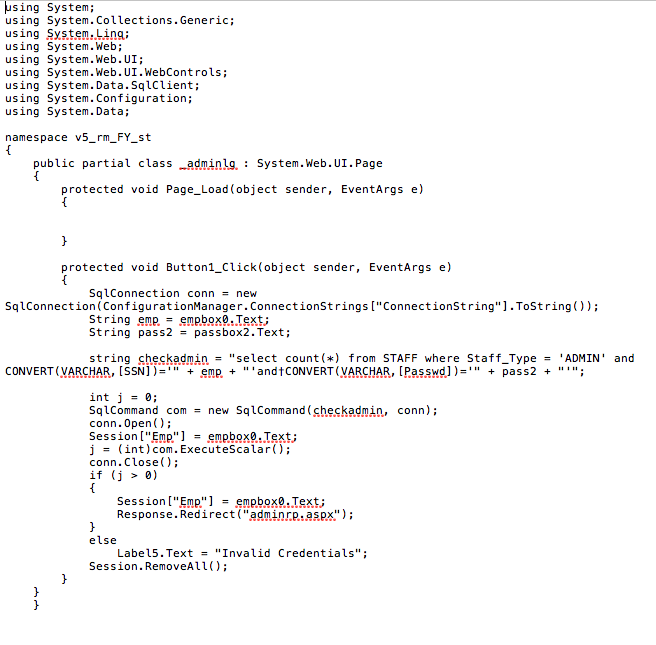 using System;
using System.Collections.Generic;
using System.Linq;
using System.Web;
using System.Web.UI;
using System.Web.UI.WebControls;
using System.Data.SqlClient;
using System.Configuration;
using System.Data;

namespace v5_rm_FY_st
{
    public partial class _adminlg : System.Web.UI.Page
    {
        protected void Page_Load(object sender, EventArgs e)
        {


        }

        protected void Button1_Click(object sender, EventArgs e)
        {
            SqlConnection conn = new
SqlConnection(ConfigurationManager.ConnectionStrings["ConnectionString"].ToString());
            String emp = empbox0.Text;
            String pass2 = passbox2.Text;

            string checkadmin = "select count(*) from STAFF where Staff_Type = 'ADMIN' and
CONVERT(VARCHAR,[SSN])='" + emp + "'and†CONVERT(VARCHAR,[Passwd])='" + pass2 + "'";

            int j = 0;
            SqlCommand com = new SqlCommand(checkadmin, conn);
            conn.Open();
            Session["Emp"] = empbox0.Text;
            j = (int)com.ExecuteScalar();
            conn.Close();
            if (j > 0)
            {
                Session["Emp"] = empbox0.Text;
                Response.Redirect("adminrp.aspx");
            }
            else
                Label5.Text = "Invalid Credentials";
            Session.RemoveAll();
        }
    }
    }